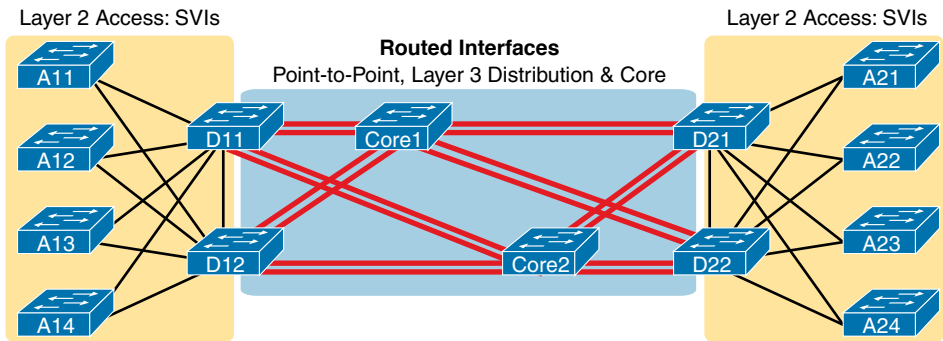 Layer 2 Access: SVIs
Layer 2 Access: SVIs
Routed Interfaces
Point-to-Point, Layer 3 Distribution & Core
A11
A21
D11
Core1
D21
A12
A22
A13
A23
D12
Core2
D22
A14
A24